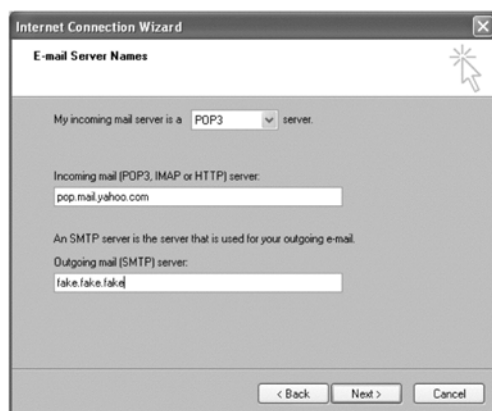 Internet Connection Wizard
E-mail Server Names
My incoming mail server is a POP3 server.
Incoming mail (POP3, IMAP or HTTP) server:
pop.mail.yahoo.com
An SMTP server is the server that is used for your outgoing e-mail.
Outgoing mail (SMTP) server:
fake.fake.fake
< Back Next > Cancel